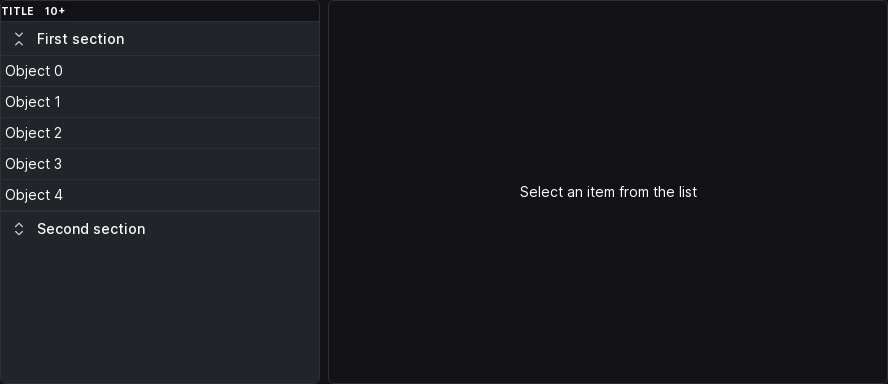 TITLE 10+
First section
Object 0
Object 1
Object 2
Object 3
Object 4
Second section
Select an item from the list